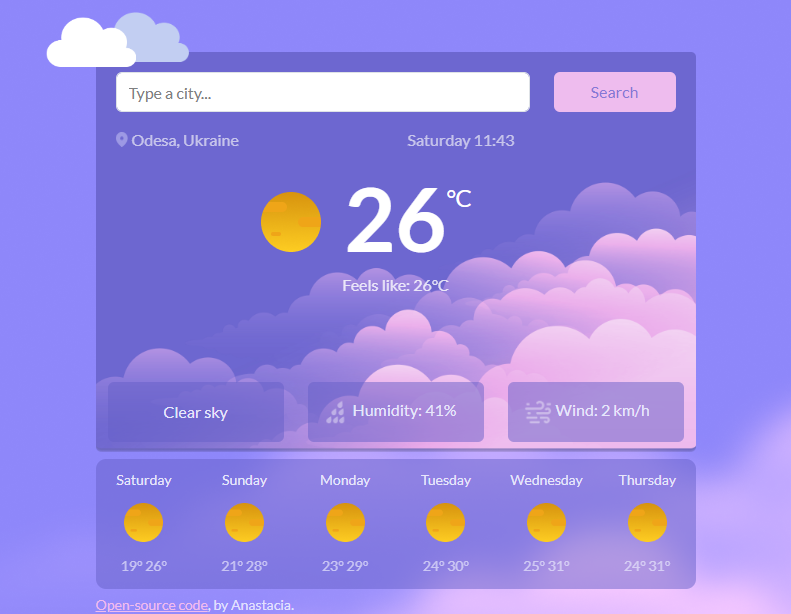 Type a city...
Search
Odesa, Ukraine
Saturday 11:43
26
°C
Feels like: 26°C
Clear sky
Humidity: 41%
Wind: 2 km/h
Saturday Sunday Monday Tuesday Wednesday Thursday
19° 26° 21° 28° 23° 29° 24° 30° 25° 31° 24° 31°
Open-source code, by Anastacia.